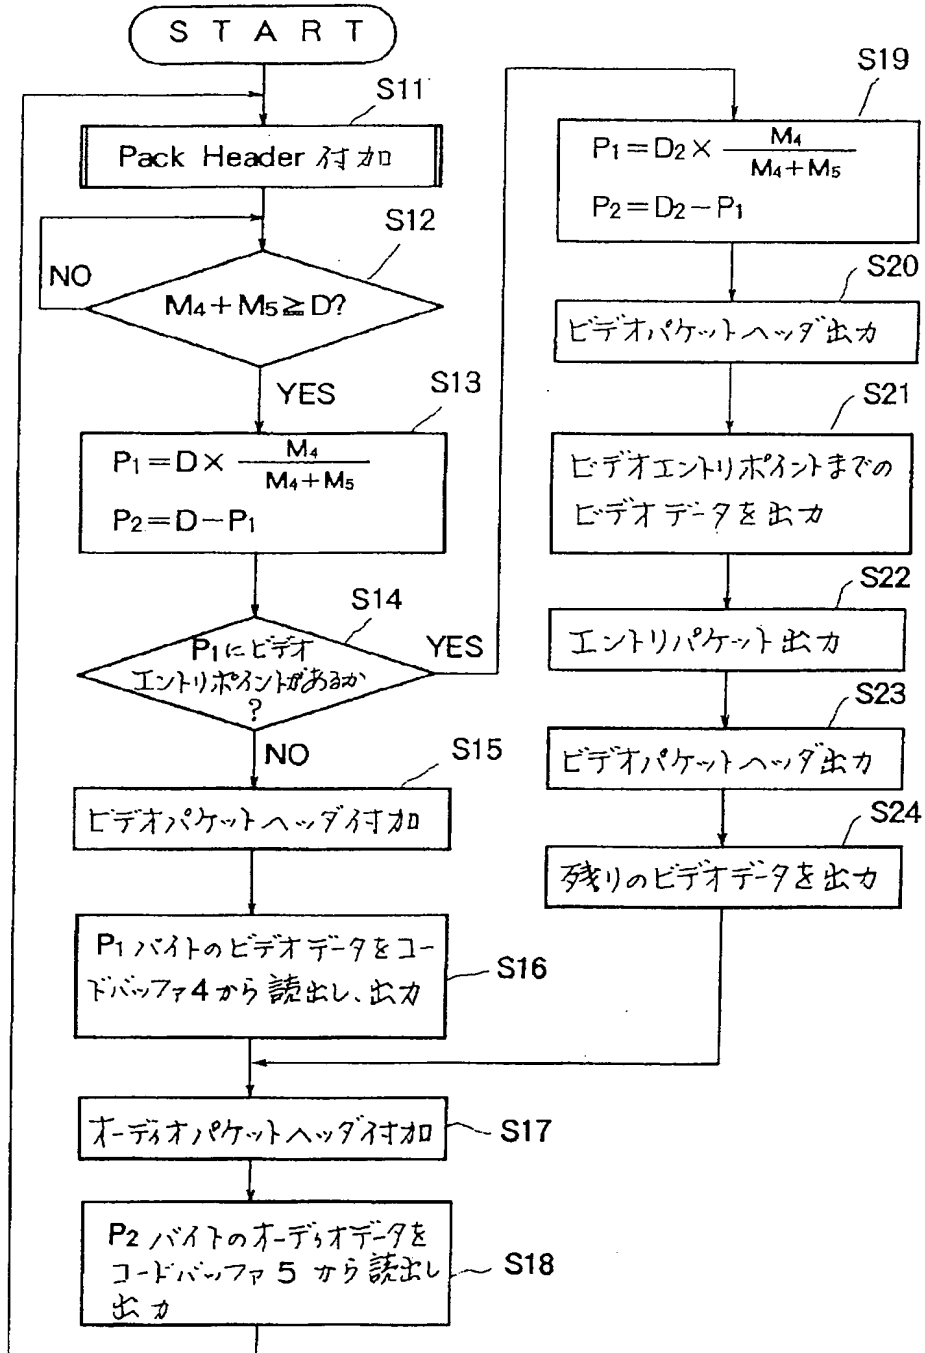 START
S11
Pack Header 付加
S12
NO
M4+M5≧D?
YES
S13
P1=D× M4
M4+M5
P2=D-P1
S14
P1にビデオ
エントリポイントがあるか
?
YES
NO
S15
ビデオパケットヘッダ付加
P1 バイトのビデオデータをコー
ドバッファ4から読出し、出力
S16
オーディオパケットヘッダ付加
S17
P2 バイトのオーディオデータを
コードバッファ 5 から読出し
出力
S18
S19
P1=D2× M4
M4+M5
P2=D2-P1
S20
ビデオパケットヘッダ出力
S21
ビデオエントリポイントまでの
ビデオデータを出力
S22
エントリパケット出力
S23
ビデオパケットヘッダ出力
S24
残りのビデオデータを出力